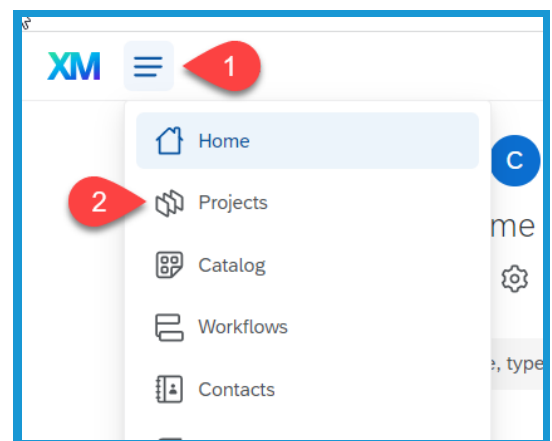 XM
1
Home
C
2
Projects
me
Catalog
Workflows
e, type
Contacts